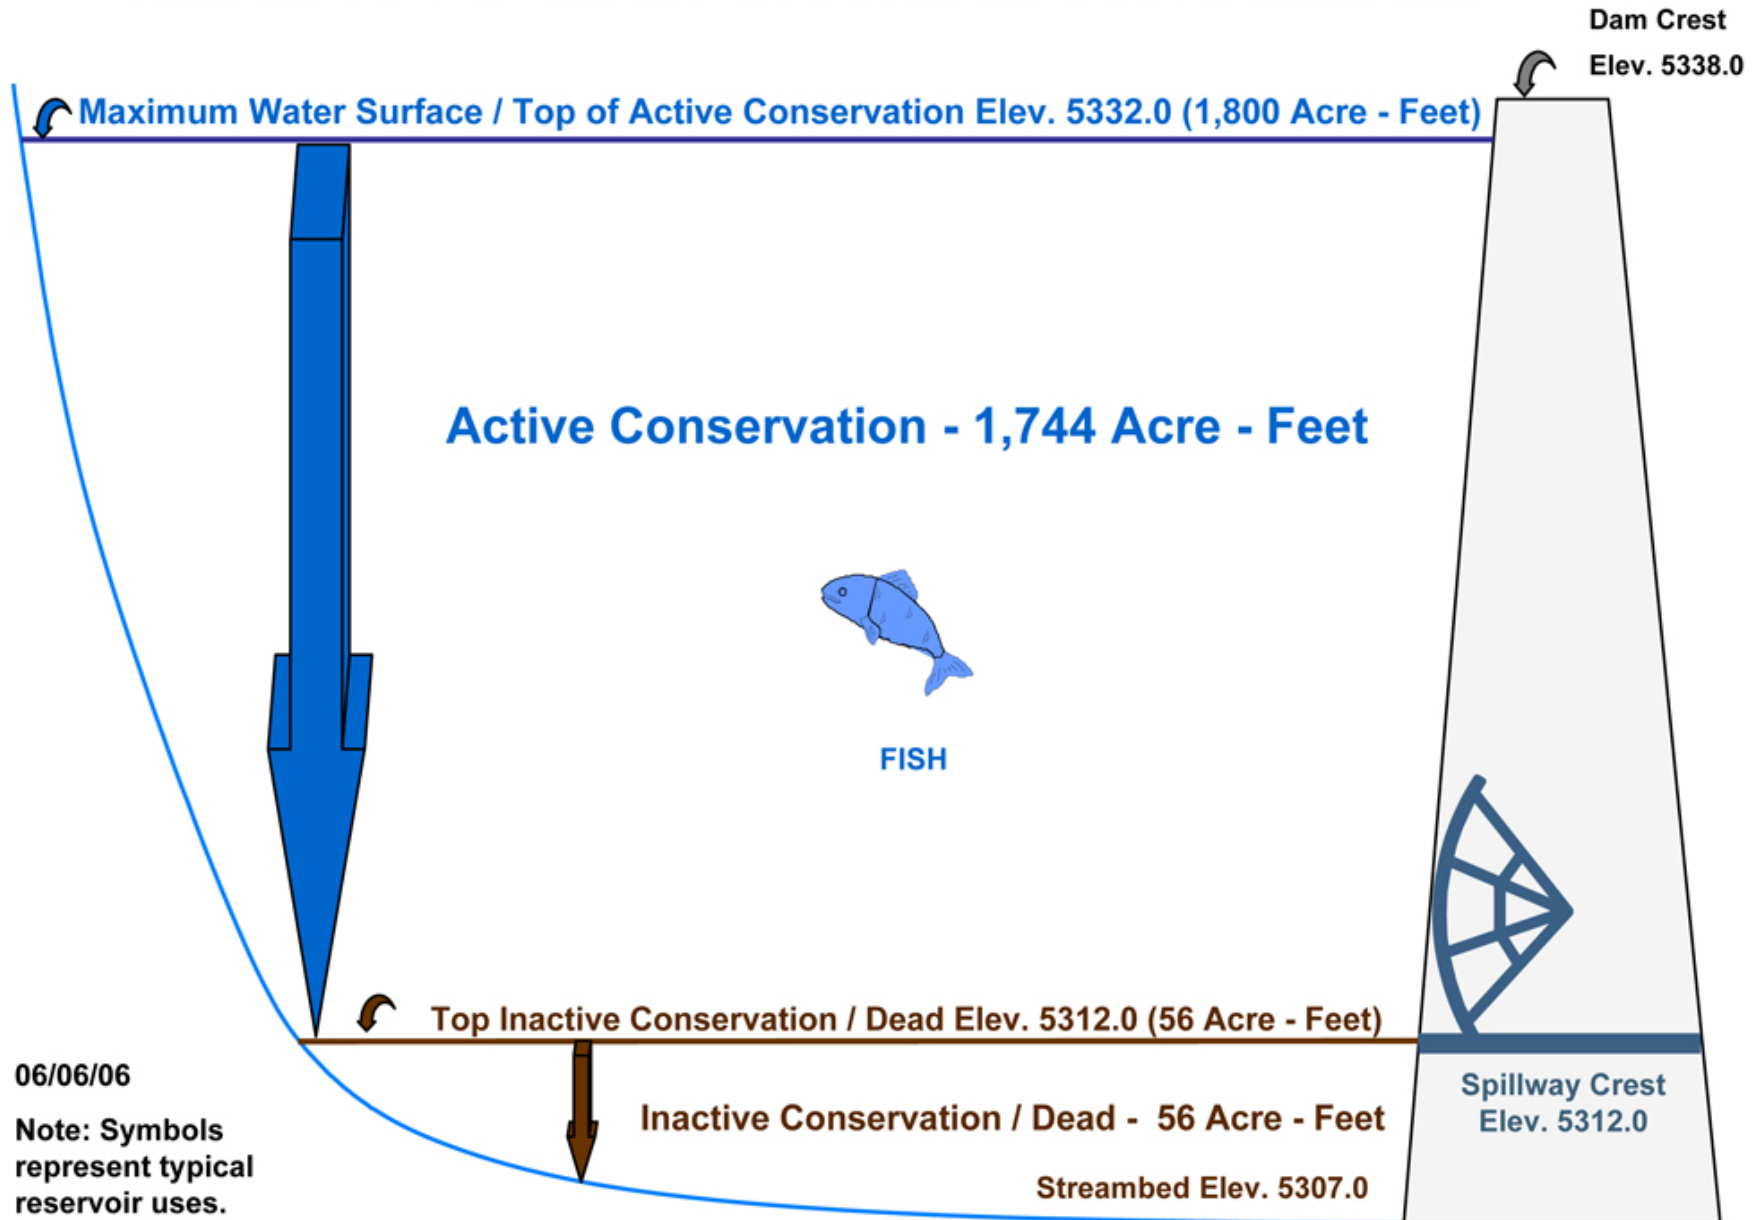 Dam Crest
Elev. 5338.0
Maximum Water Surface / Top of Active Conservation Elev. 5332.0 (1,800 Acre - Feet)
Active Conservation - 1,744 Acre - Feet
FISH
Top Inactive Conservation / Dead Elev. 5312.0 (56 Acre - Feet)
Spillway Crest
Elev. 5312.0
Inactive Conservation / Dead -  56 Acre - Feet
Streambed Elev. 5307.0
06/06/06
Note: Symbols
represent typical
reservoir uses.